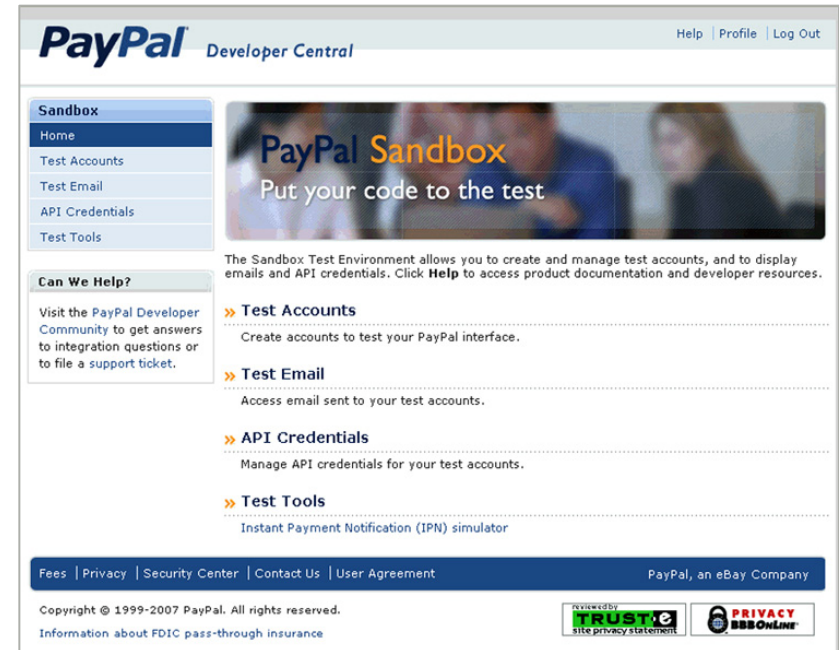 PayPal Developer Central
Help | Profile | Log Out
Sandbox
Home
Test Accounts
Test Email
API Credentials
Test Tools
Can We Help?
Visit the PayPal Developer
Community to get answers
to integration questions or
to file a support ticket.
PayPal Sandbox
Put your code to the test
The Sandbox Test Environment allows you to create and manage test accounts, and to display
emails and API credentials. Click Help to access product documentation and developer resources.
» Test Accounts
Create accounts to test your PayPal interface.
» Test Email
Access email sent to your test accounts.
» API Credentials
Manage API credentials for your test accounts.
» Test Tools
Instant Payment Notification (IPN) simulator
Fees | Privacy | Security Center | Contact Us | User Agreement
PayPal, an eBay Company
Copyright © 1999-2007 PayPal. All rights reserved.
Information about FDIC pass-through insurance
reviewed by
TRUST·e
site privacy statement
PRIVACY
BBBONLINE